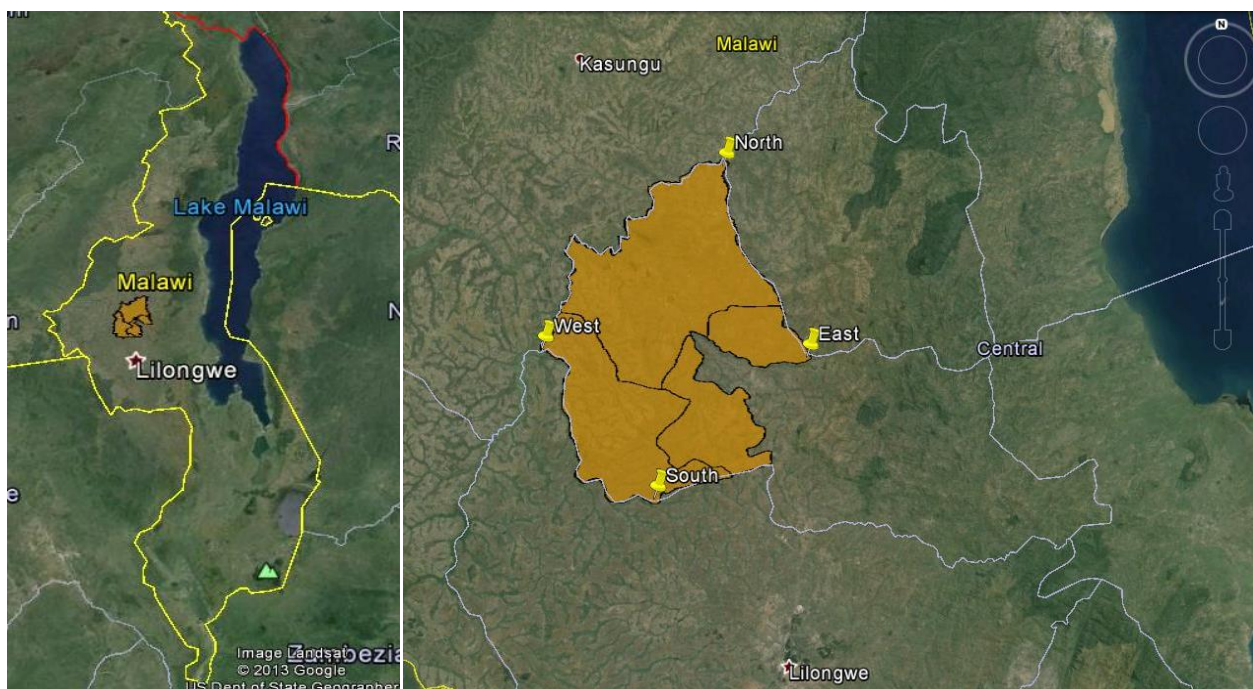 Lake Malawi
Malawi
Lilongwe
Image Landsat
© 2013 Google
US Dept of State Geographer
Zambezia
N
Malawi
Kasungu
North
West
East
Central
South
Lilongwe